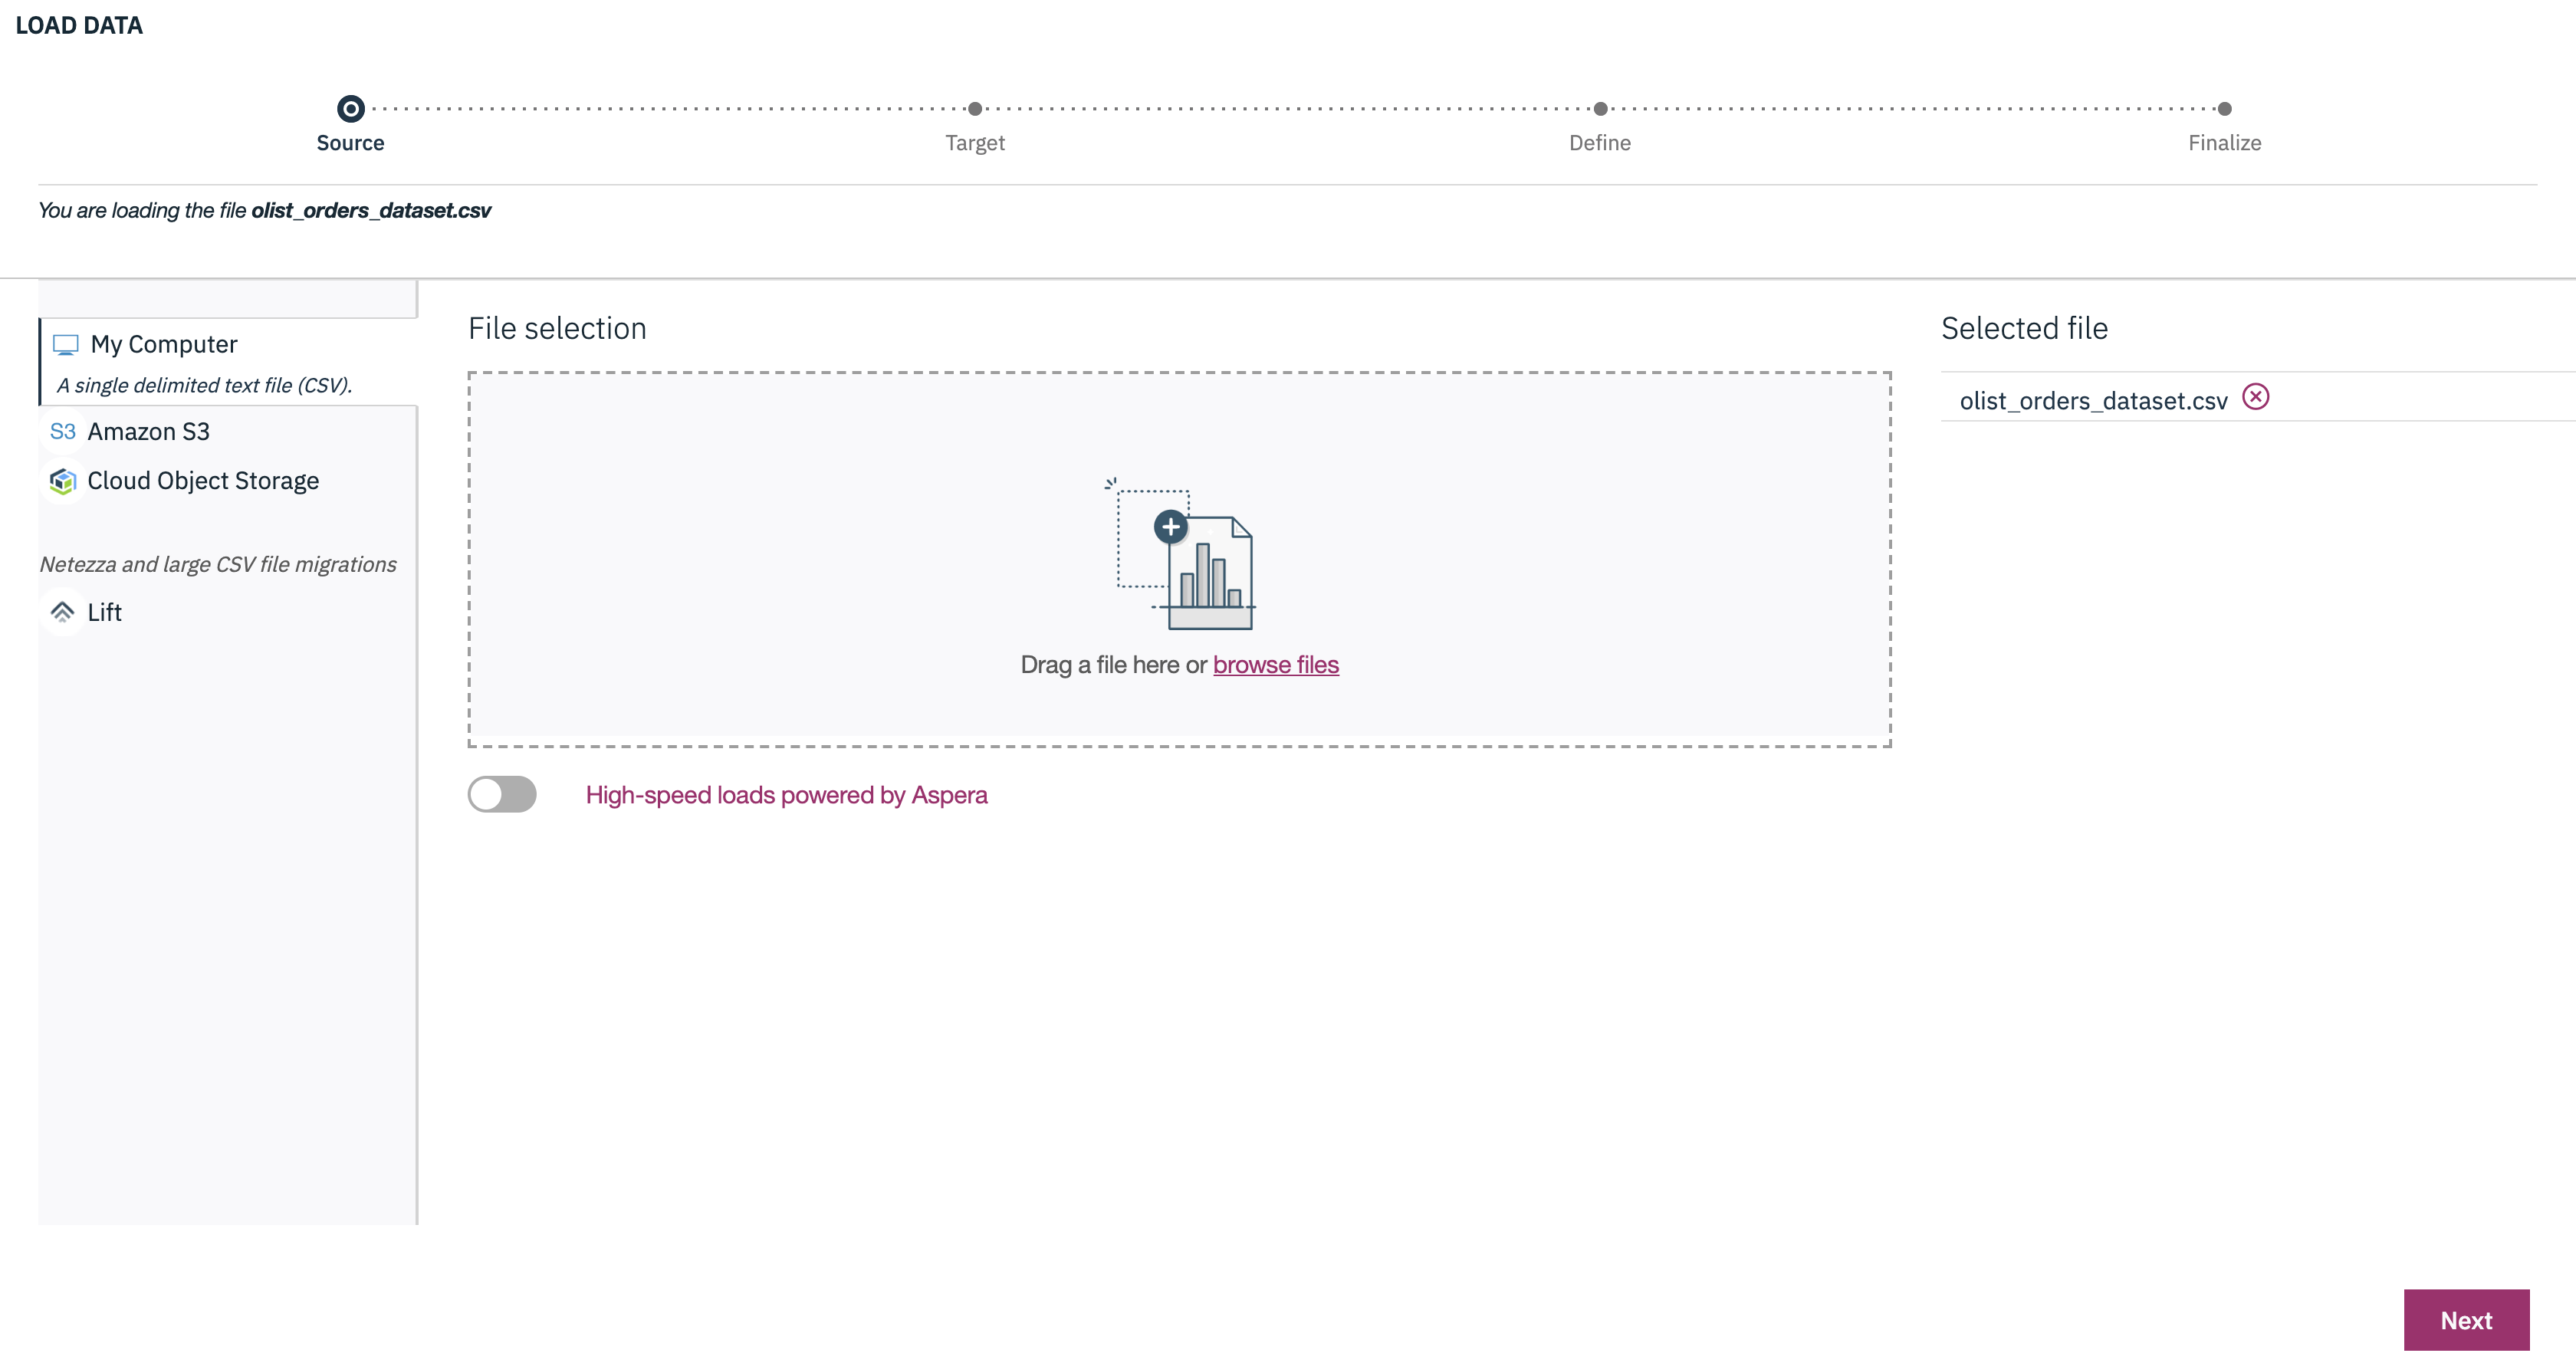 LOAD DATA
Source
Target
Define
Finalize
You are loading the file olist_orders_dataset.csv
My Computer
A single delimited text file (CSV).
S3 Amazon S3
Cloud Object Storage
Netezza and large CSV file migrations
Lift
File selection
Drag a file here or browse files
High-speed loads powered by Aspera
Selected file
olist_orders_dataset.csv
Next